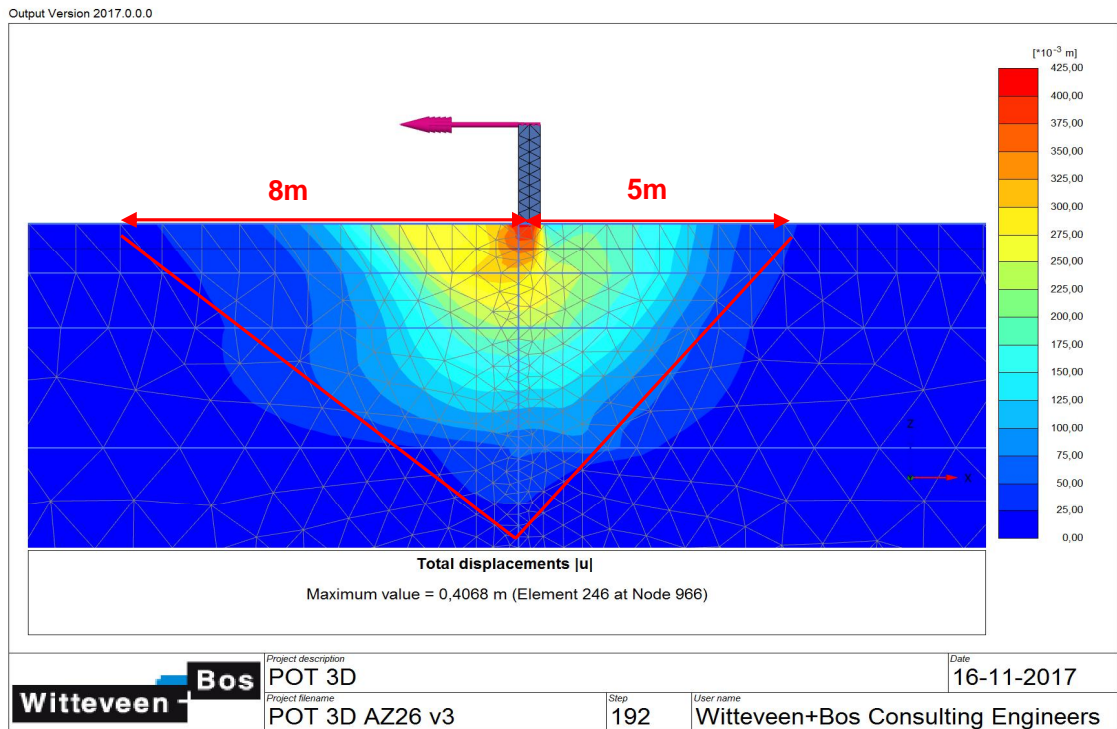 Output Version 2017.0.0.0
[*10⁻³ m]
425,00
400,00
375,00
350,00
325,00
300,00
275,00
250,00
225,00
200,00
175,00
150,00
125,00
100,00
75,00
50,00
25,00
0,00
8m
5m
Z
X
Total displacements |u|
Maximum value = 0,4068 m (Element 246 at Node 966)
Witteveen + Bos
Project description
POT 3D
Date
16-11-2017
Project filename
POT 3D AZ26 v3
Step
192
User name
Witteveen+Bos Consulting Engineers